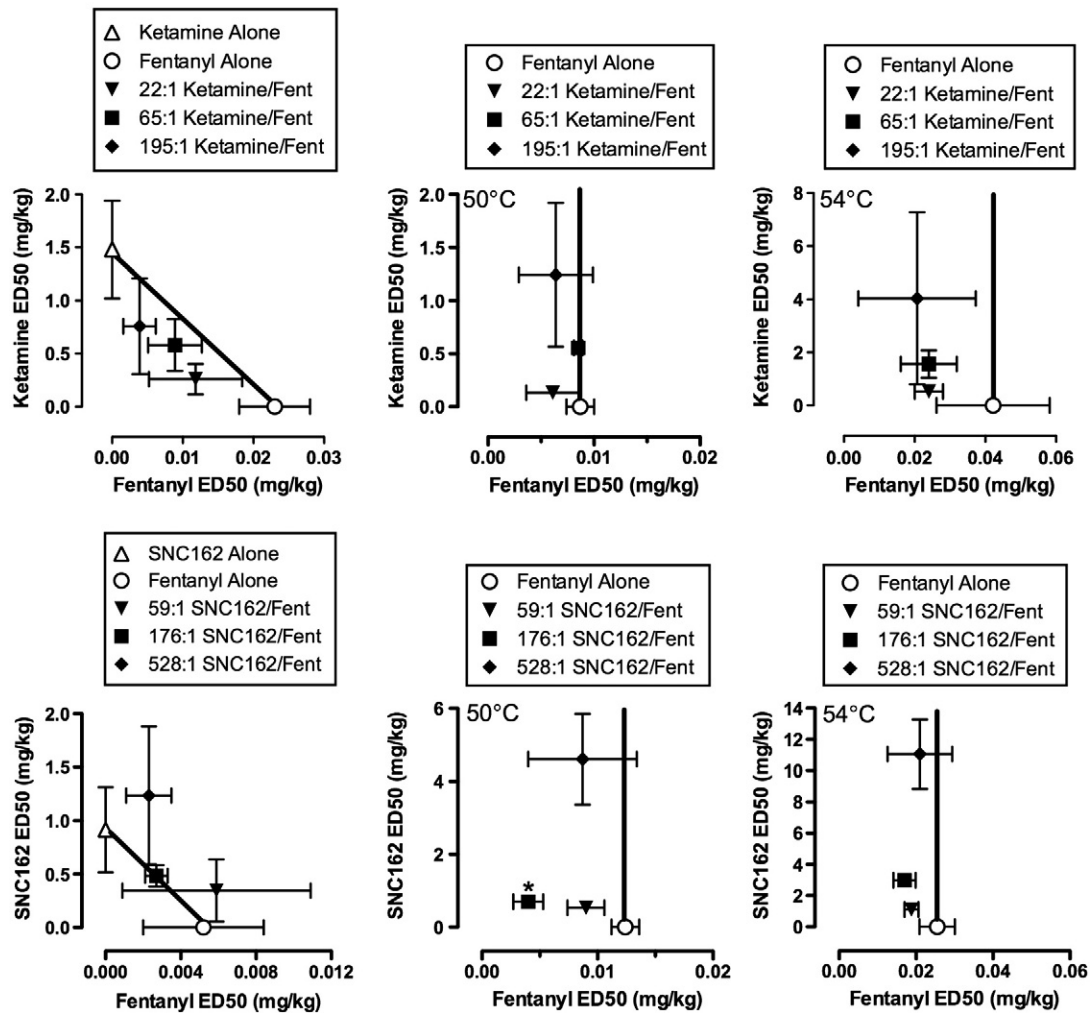 Ketamine Alone
Fentanyl Alone
22:1 Ketamine/Fent
65:1 Ketamine/Fent
195:1 Ketamine/Fent
Ketamine ED50 (mg/kg)
2.0
1.5
1.0
0.5
0.0
0.00 0.01 0.02 0.03
Fentanyl ED50 (mg/kg)
Fentanyl Alone
22:1 Ketamine/Fent
65:1 Ketamine/Fent
195:1 Ketamine/Fent
50°C
Ketamine ED50 (mg/kg)
2.0
1.5
1.0
0.5
0.0
0.00 0.01 0.02
Fentanyl ED50 (mg/kg)
Fentanyl Alone
22:1 Ketamine/Fent
65:1 Ketamine/Fent
195:1 Ketamine/Fent
54°C
Ketamine ED50 (mg/kg)
8
6
4
2
0
0.00 0.02 0.04 0.06
Fentanyl ED50 (mg/kg)
SNC162 Alone
Fentanyl Alone
59:1 SNC162/Fent
176:1 SNC162/Fent
528:1 SNC162/Fent
SNC162 ED50 (mg/kg)
2.0
1.5
1.0
0.5
0.0
0.000 0.004 0.008 0.012
Fentanyl ED50 (mg/kg)
Fentanyl Alone
59:1 SNC162/Fent
176:1 SNC162/Fent
528:1 SNC162/Fent
50°C
SNC162 ED50 (mg/kg)
6
4
2
0
*
0.00 0.01 0.02
Fentanyl ED50 (mg/kg)
Fentanyl Alone
59:1 SNC162/Fent
176:1 SNC162/Fent
528:1 SNC162/Fent
54°C
SNC162 ED50 (mg/kg)
14
12
10
8
6
4
2
0
0.00 0.02 0.04 0.06
Fentanyl ED50 (mg/kg)